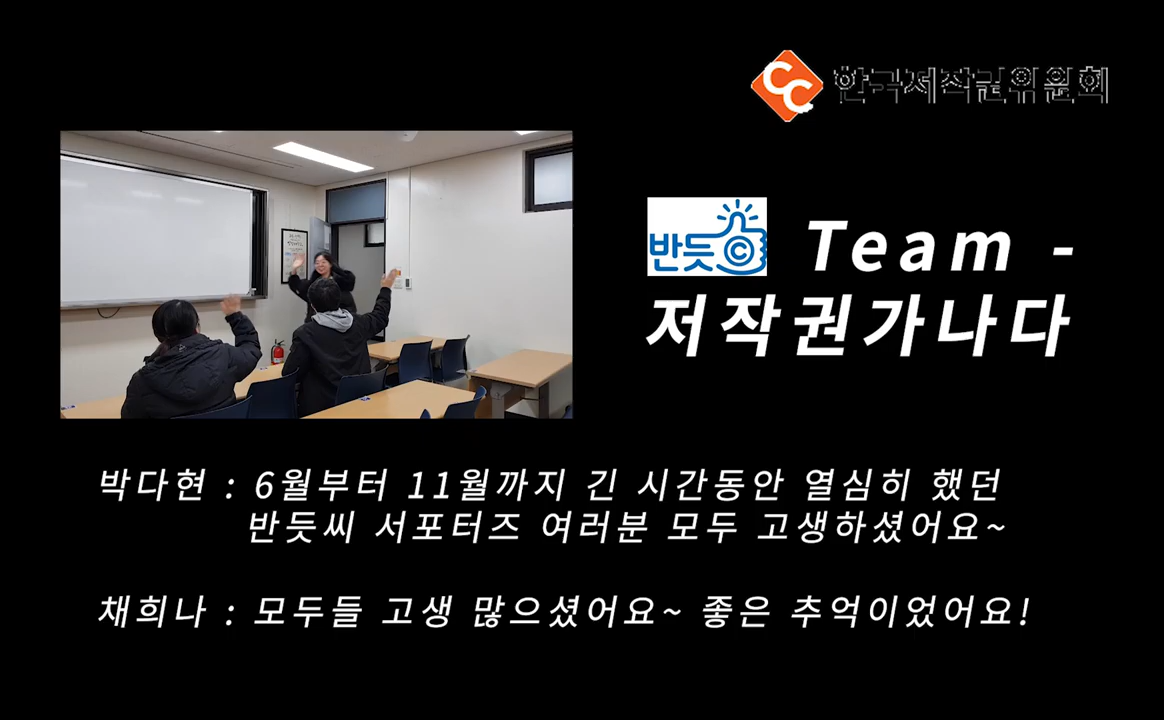 한국저작권위원회
반듯ⓒ Team -
저작권가나다
박다현 : 6월부터 11월까지 긴 시간동안 열심히 했던
반듯씨 서포터즈 여러분 모두 고생하셨어요~
채희나 : 모두들 고생 많으셨어요~ 좋은 추억이었어요!